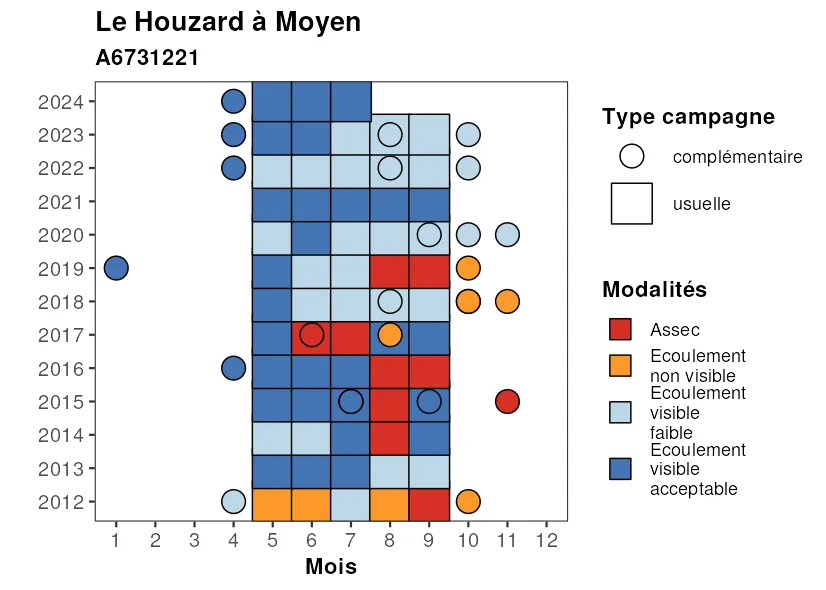 Le Houzard à Moyen
A6731221
2024
2023
2022
2021
2020
2019
2018
2017
2016
2015
2014
2013
2012
1 2 3 4 5 6 7 8 9 10 11 12
Mois
Type campagne
complémentaire
usuelle
Modalités
Assec
Ecoulement
non visible
Ecoulement
visible
faible
Ecoulement
visible
acceptable